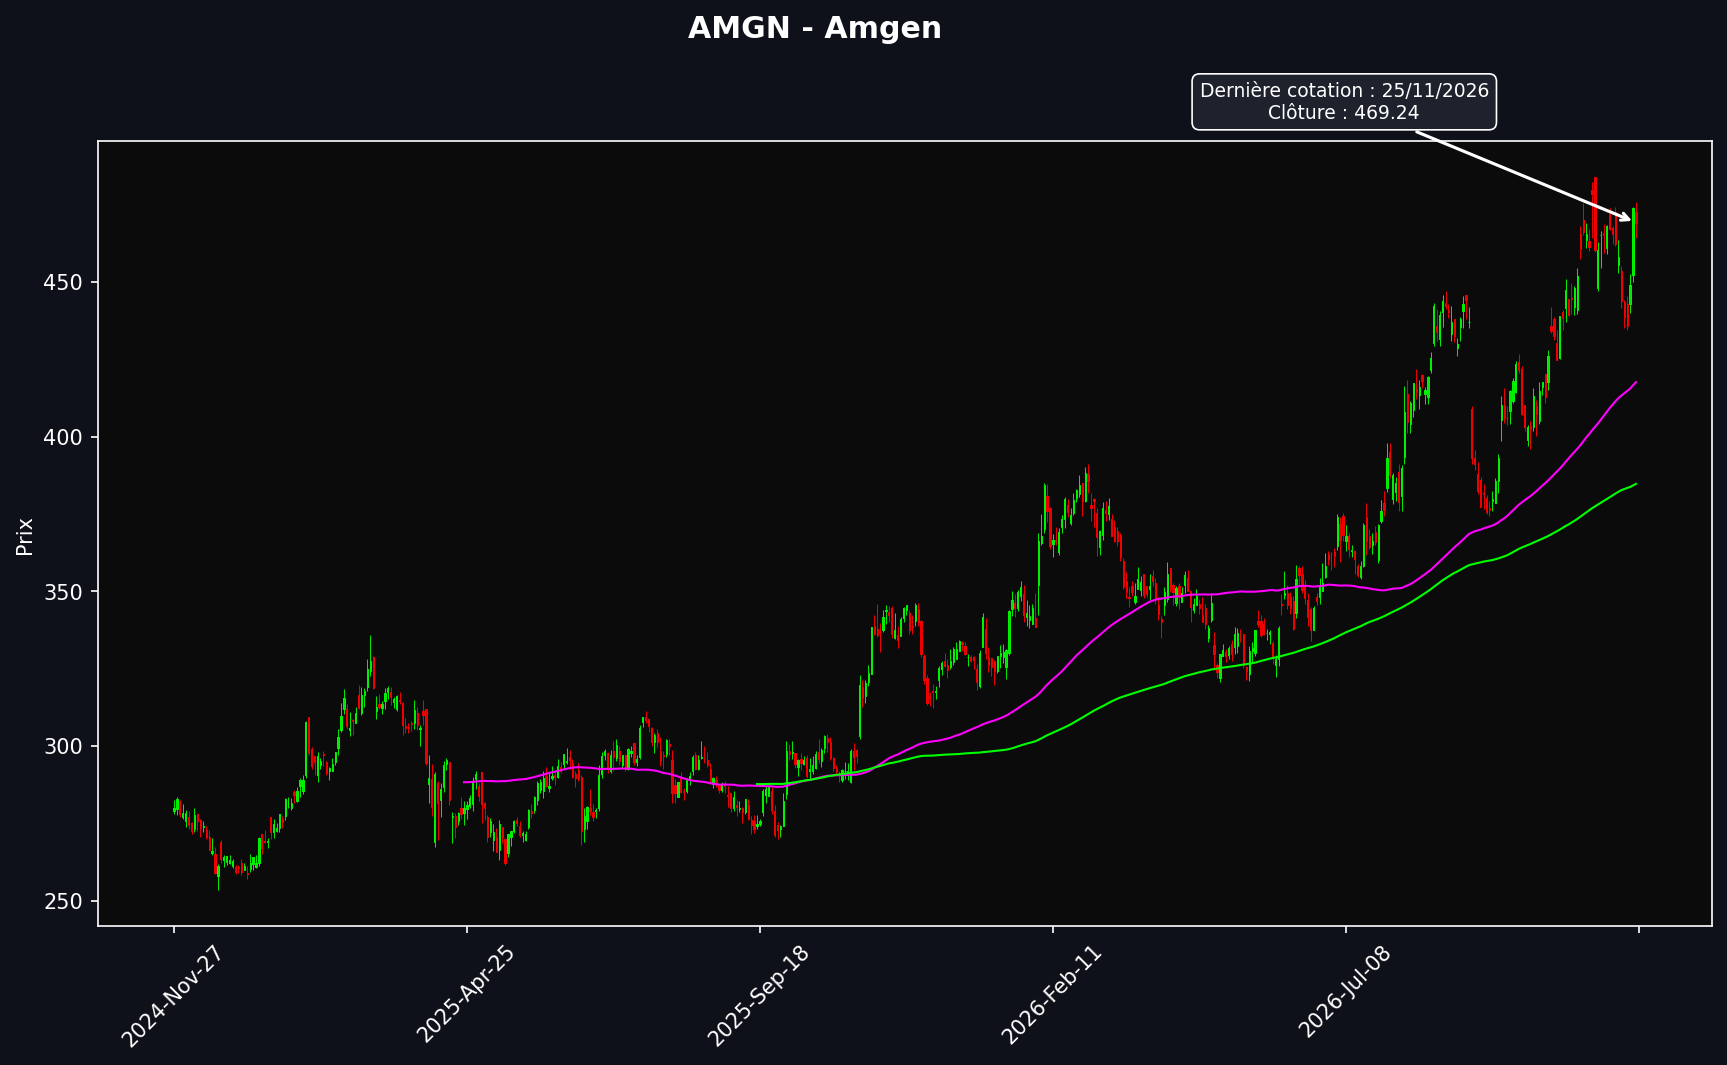 AMGN - Amgen
Dernière cotation : 25/11/2026
Clôture : 469.24
Prix
450
400
350
300
250
2024-Nov-27
2025-Apr-25
2025-Sep-18
2026-Feb-11
2026-Jul-08